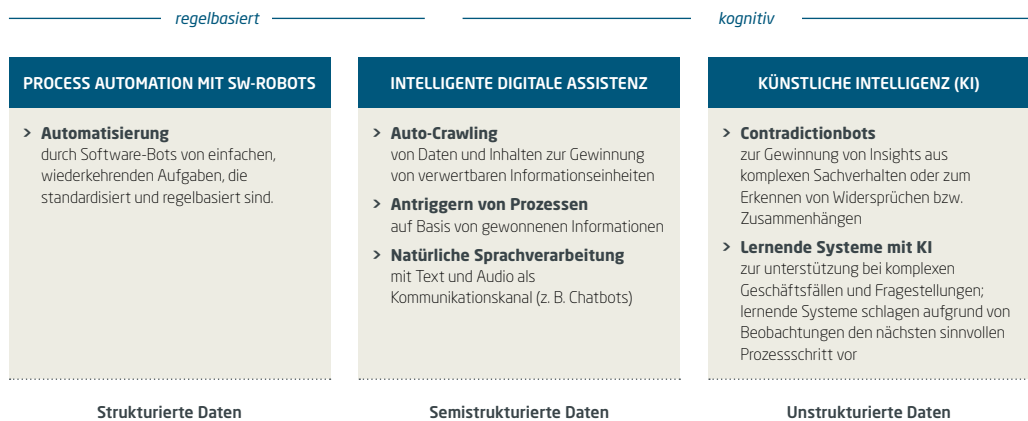 regelbasiert
kognitiv
PROCESS AUTOMATION MIT SW-ROBOTS
> Automatisierung
durch Software-Bots von einfachen,
wiederkehrenden Aufgaben, die
standardisiert und regelbasiert sind.
Strukturierte Daten
INTELLIGENTE DIGITALE ASSISTENZ
> Auto-Crawling
von Daten und Inhalten zur Gewinnung
von verwertbaren Informationseinheiten
> Antriggern von Prozessen
auf Basis von gewonnenen Informationen
> Natürliche Sprachverarbeitung
mit Text und Audio als
Kommunikationskanal (z. B. Chatbots)
Semistrukturierte Daten
KÜNSTLICHE INTELLIGENZ (KI)
> Contradictionbots
zur Gewinnung von Insights aus
komplexen Sachverhalten oder zum
Erkennen von Widersprüchen bzw.
Zusammenhängen
> Lernende Systeme mit KI
zur unterstützung bei komplexen
Geschäftsfällen und Fragestellungen;
lernende Systeme schlagen aufgrund von
Beobachtungen den nächsten sinnvollen
Prozessschritt vor
Unstrukturierte Daten